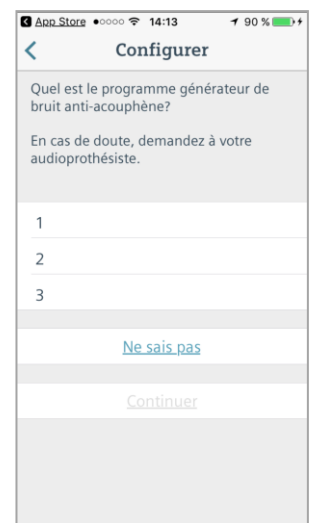 App Store 14:13 90 %
Configurer
Quel est le programme générateur de
bruit anti-acouphène?
En cas de doute, demandez à votre
audioprothésiste.
1
2
3
Ne sais pas
Continuer